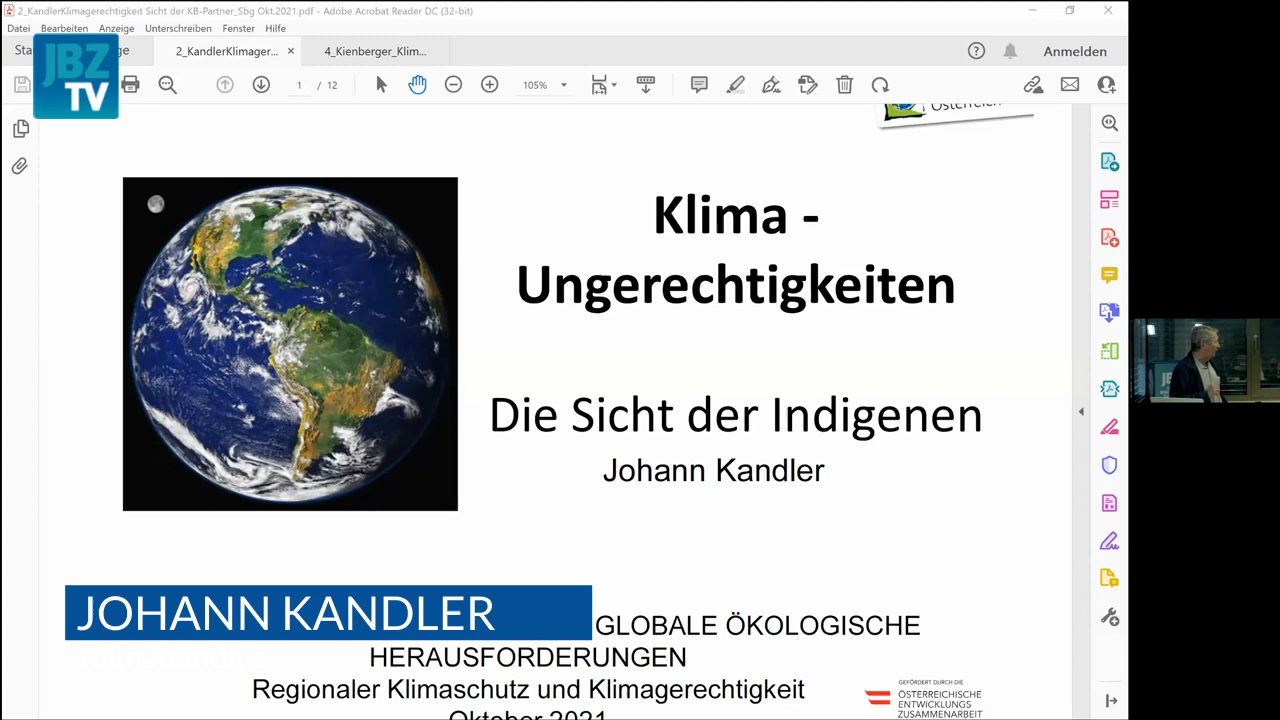 2_KandlerKlimagerechtigkeit Sicht der KB-Partner_Sbg Okt.2021.pdf - Adobe Acrobat Reader DC (32-bit)
Datei Bearbeiten Anzeige Unterschreiben Fenster Hilfe
2_KandlerKlimager... × 4_Kienberger_Klim... Anmelden
JBZ
TV
1 / 12 105%
Österreich
Klima -
Ungerechtigkeiten
Die Sicht der Indigenen
Johann Kandler
JOHANN KANDLER
GLOBALE ÖKOLOGISCHE
HERAUSFORDERUNGEN
Regionaler Klimaschutz und Klimagerechtigkeit
Oktober 2021
GEFÖRDERT DURCH DIE
ÖSTERREICHISCHE
ENTWICKLUNGS
ZUSAMMENARBEIT